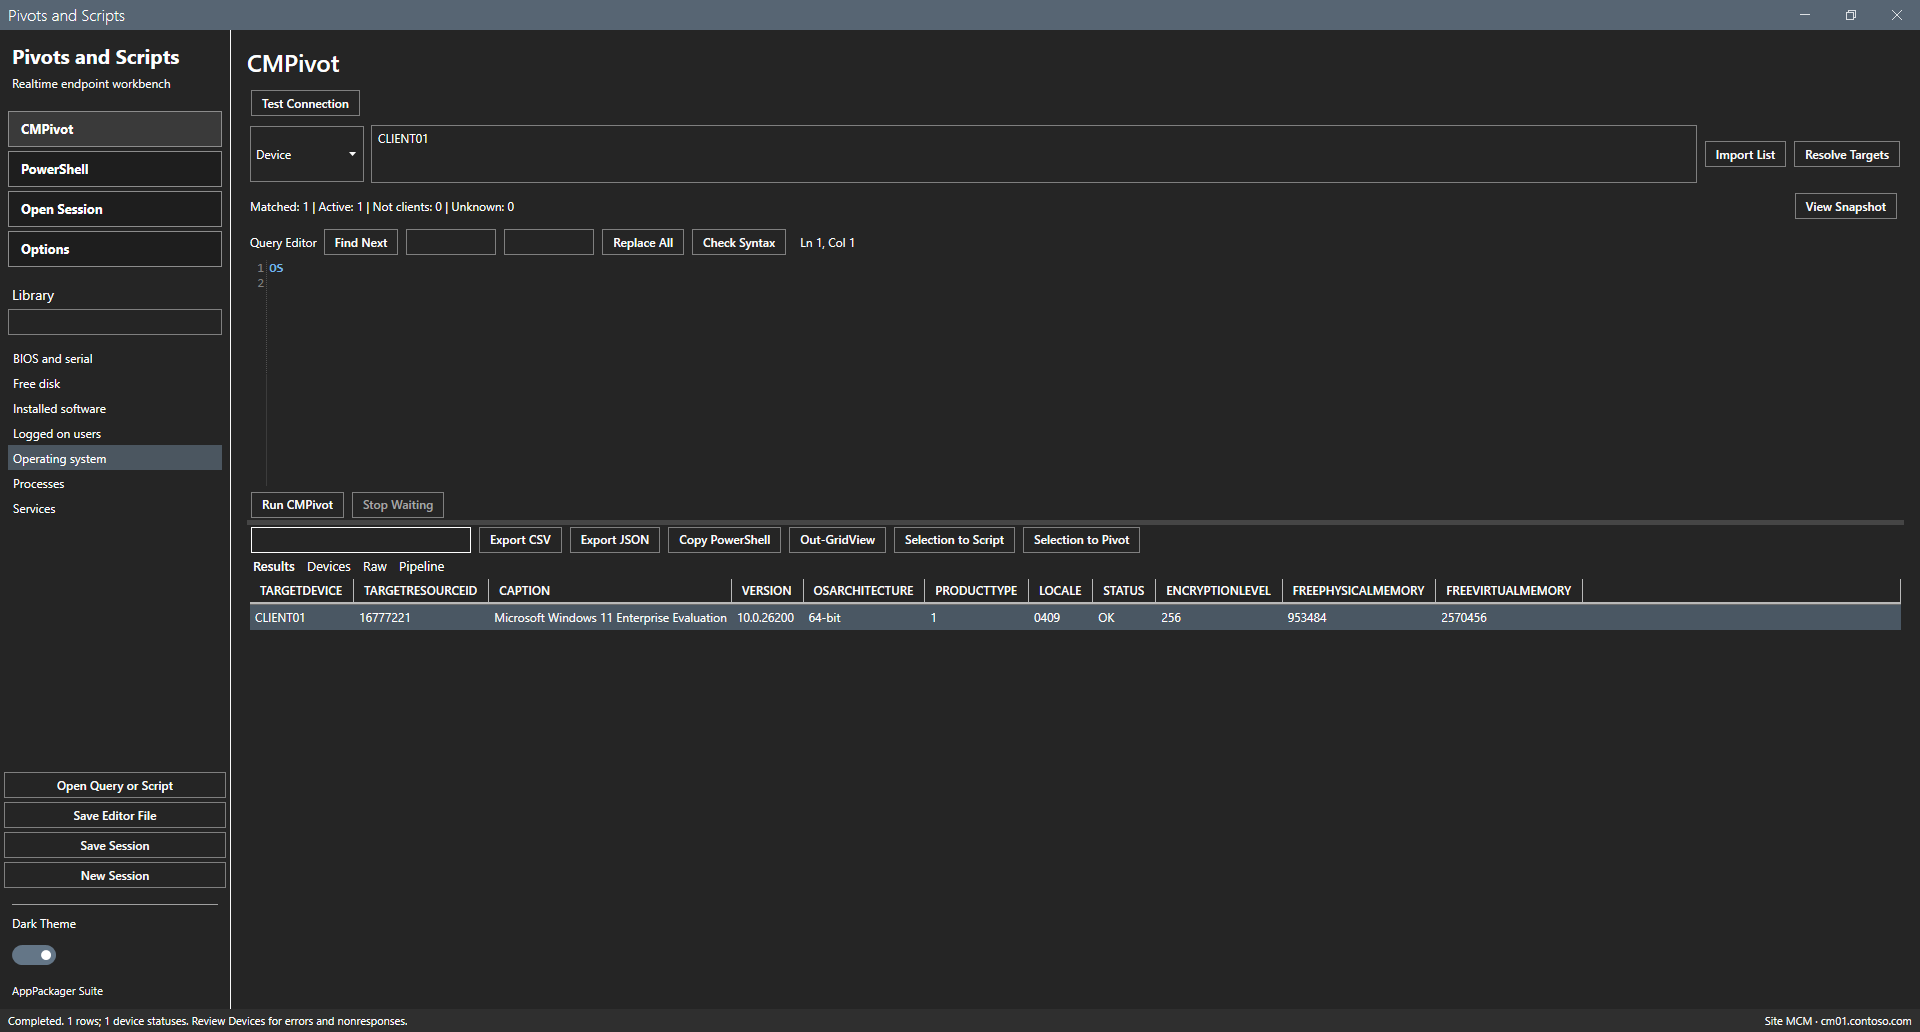 Pivots and Scripts
Pivots and Scripts
Realtime endpoint workbench
CMPivot
PowerShell
Open Session
Options
Library
BIOS and serial
Free disk
Installed software
Logged on users
Operating system
Processes
Services
Open Query or Script
Save Editor File
Save Session
New Session
Dark Theme
AppPackager Suite
CMPivot
Test Connection
Device CLIENT01 Import List Resolve Targets
Matched: 1 | Active: 1 | Not clients: 0 | Unknown: 0 View Snapshot
Query Editor Find Next Replace All Check Syntax Ln 1, Col 1
1 OS
2
Run CMPivot Stop Waiting
Export CSV Export JSON Copy PowerShell Out-GridView Selection to Script Selection to Pivot
Results Devices Raw Pipeline
TARGETDEVICE TARGETRESOURCEID CAPTION VERSION OSARCHITECTURE PRODUCTTYPE LOCALE STATUS ENCRYPTIONLEVEL FREEPHYSICALMEMORY FREEVIRTUALMEMORY
CLIENT01 16777221 Microsoft Windows 11 Enterprise Evaluation 10.0.26200 64-bit 1 0409 OK 256 953484 2570456
Completed. 1 rows; 1 device statuses. Review Devices for errors and nonresponses. Site MCM · cm01.contoso.com